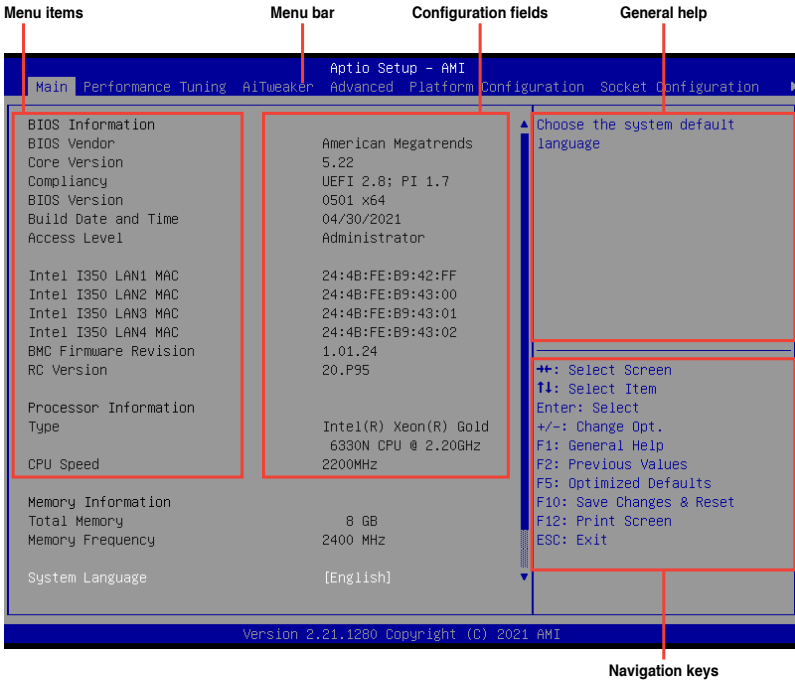 Menu items Menu bar Configuration fields General help
Aptio Setup – AMI
Main Performance Tuning AiTweaker Advanced Platform Configuration Socket Configuration
BIOS Information
BIOS Vendor American Megatrends
Core Version 5.22
Compliancy UEFI 2.8; PI 1.7
BIOS Version 0501 x64
Build Date and Time 04/30/2021
Access Level Administrator
Intel I350 LAN1 MAC 24:4B:FE:B9:42:FF
Intel I350 LAN2 MAC 24:4B:FE:B9:43:00
Intel I350 LAN3 MAC 24:4B:FE:B9:43:01
Intel I350 LAN4 MAC 24:4B:FE:B9:43:02
BMC Firmware Revision 1.01.24
RC Version 20.P95
Processor Information
Type Intel(R) Xeon(R) Gold
6330N CPU @ 2.20GHz
CPU Speed 2200MHz
Memory Information
Total Memory 8 GB
Memory Frequency 2400 MHz
System Language [English]
Choose the system default
language
→←: Select Screen
↑↓: Select Item
Enter: Select
+/-: Change Opt.
F1: General Help
F2: Previous Values
F5: Optimized Defaults
F10: Save Changes & Reset
F12: Print Screen
ESC: Exit
Version 2.21.1280 Copyright (C) 2021 AMI
Navigation keys